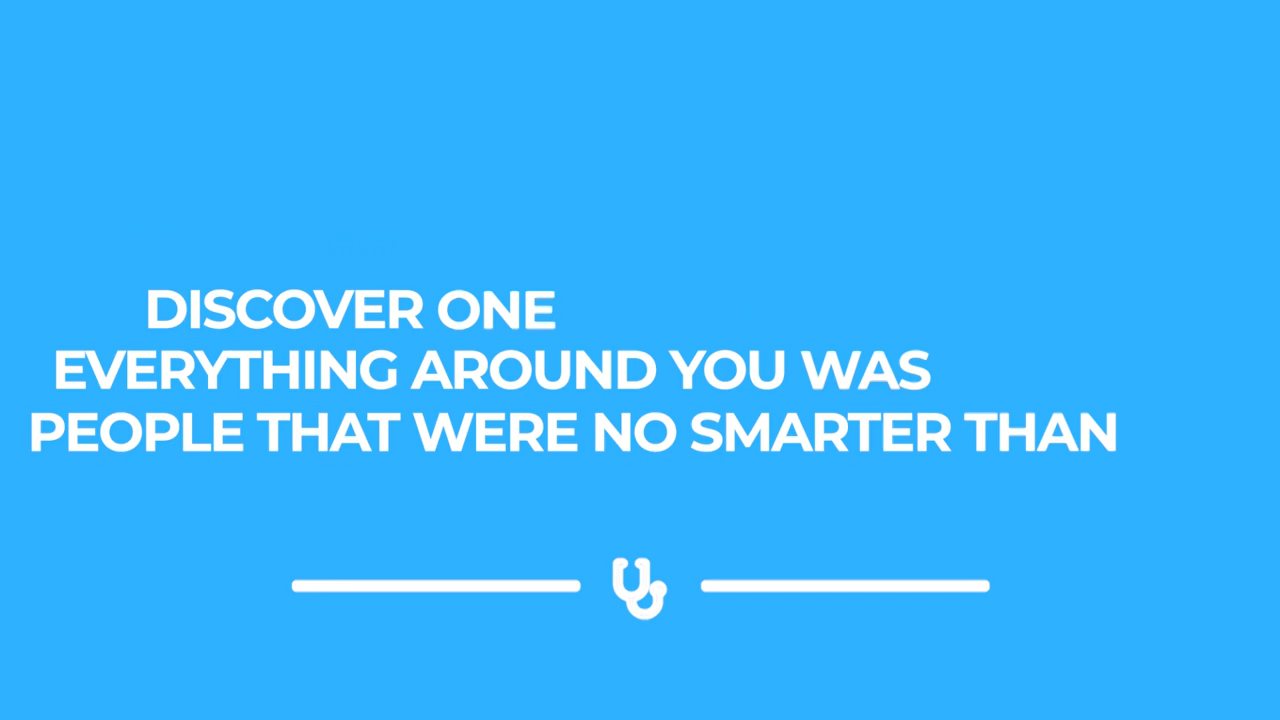 DISCOVER ONE
EVERYTHING AROUND YOU WAS
PEOPLE THAT WERE NO SMARTER THAN